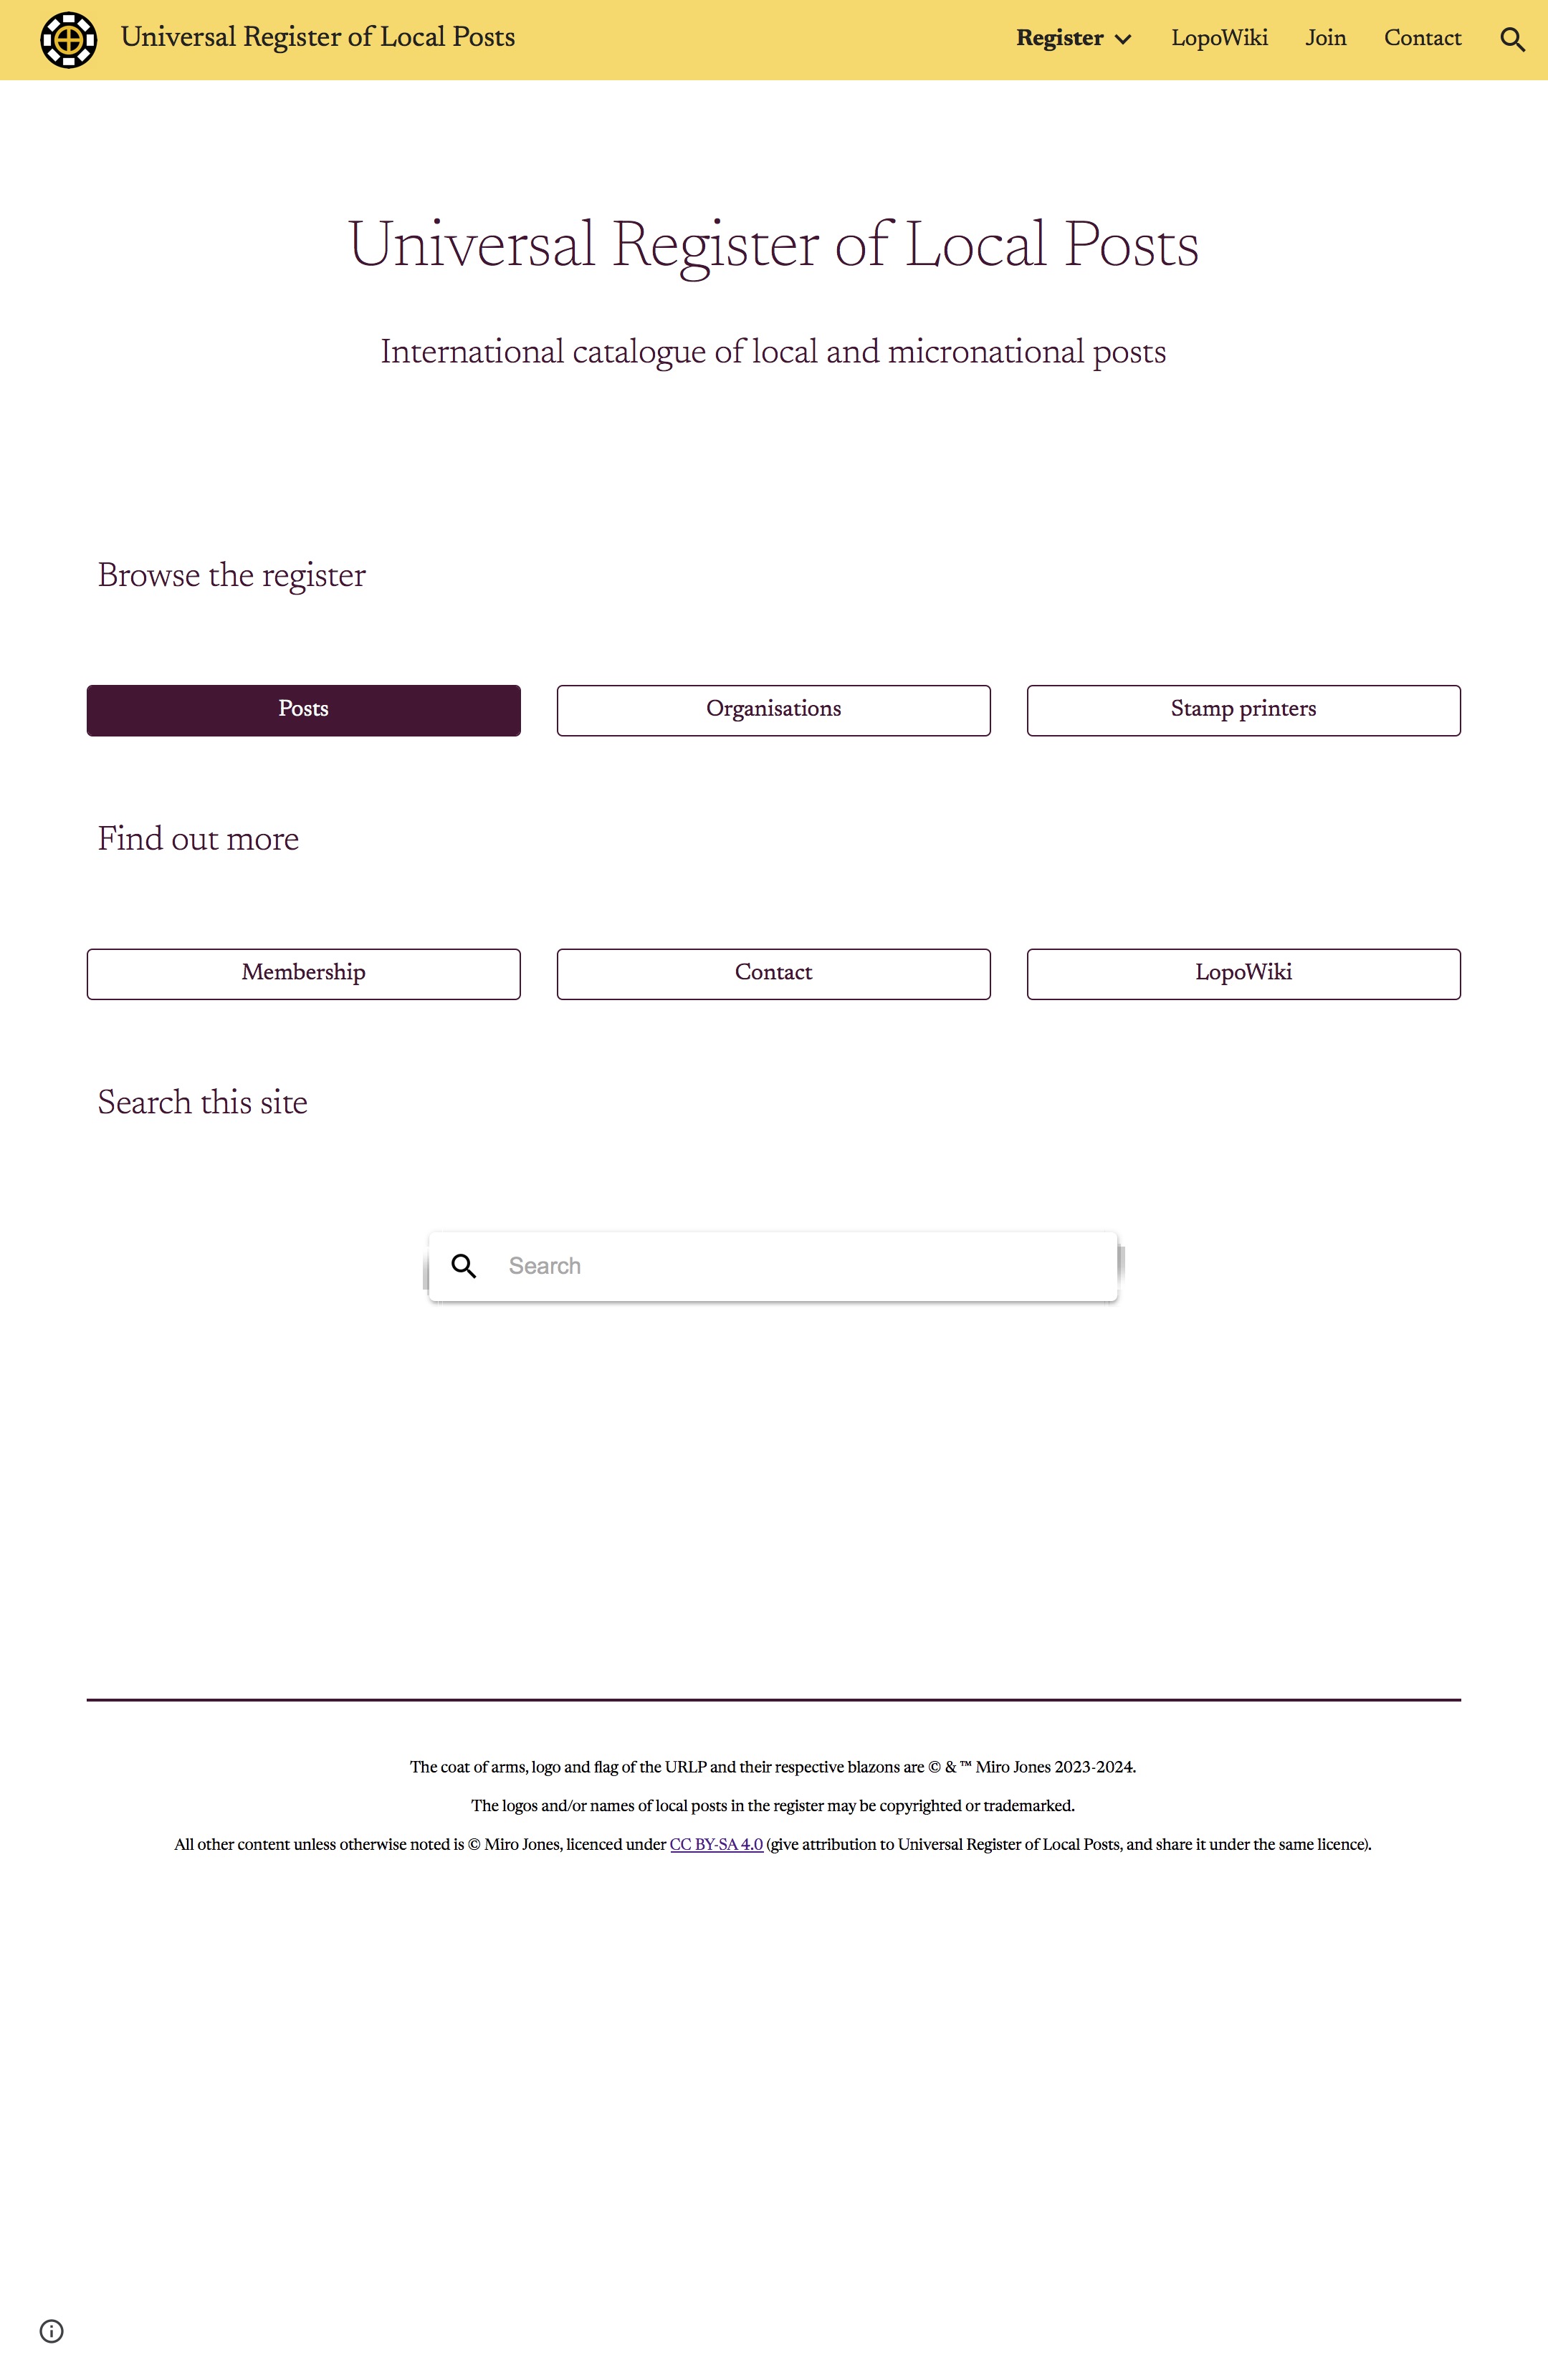 Universal Register of Local Posts
Register
LopoWiki
Join
Contact
Universal Register of Local Posts
International catalogue of local and micronational posts
Browse the register
Posts
Organisations
Stamp printers
Find out more
Membership
Contact
LopoWiki
Search this site
Search
The coat of arms, logo and flag of the URLP and their respective blazons are © & ™ Miro Jones 2023-2024.
The logos and/or names of local posts in the register may be copyrighted or trademarked.
All other content unless otherwise noted is © Miro Jones, licenced under CC BY-SA 4.0 (give attribution to Universal Register of Local Posts, and share it under the same licence).